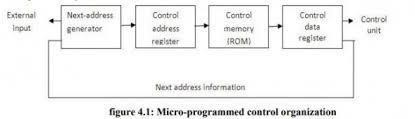 External
input
Next-address
generator
Control
address
register
Control
memory
(ROM)
Control
data
register
Control
unit
Next address information
figure 4.1: Micro-programmed control organization